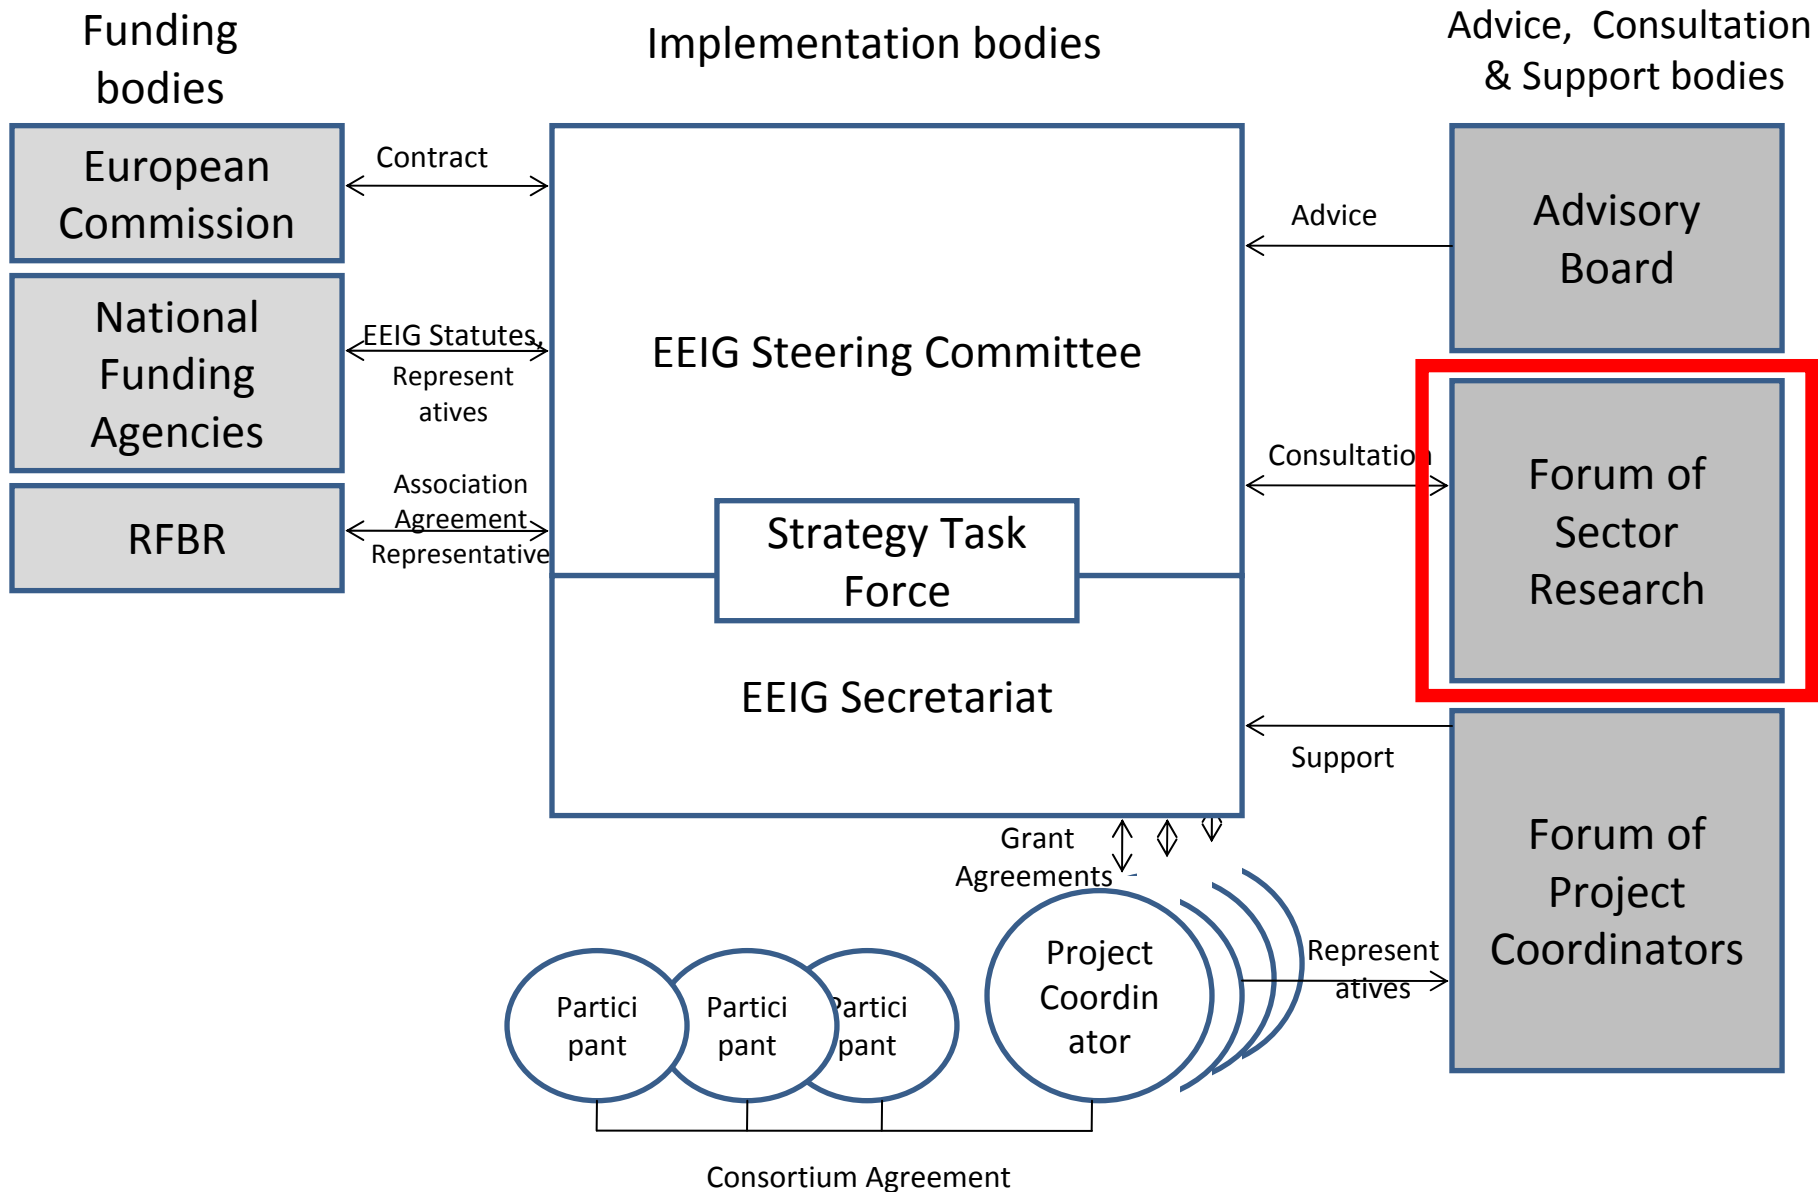 Funding
bodies
Implementation bodies
Advice, Consultation
& Support bodies
European
Commission
Contract
National
Funding
Agencies
EEIG Statutes,
Represent
atives
RFBR
Association
Agreement
Representative
EEIG Steering Committee
Strategy Task
Force
EEIG Secretariat
Advice
Advisory
Board
Consultation
Forum of
Sector
Research
Support
Forum of
Project
Coordinators
Grant
Agreements
Project
Coordin
ator
Represent
atives
Partici
pant
Partici
pant
Partici
pant
Consortium Agreement